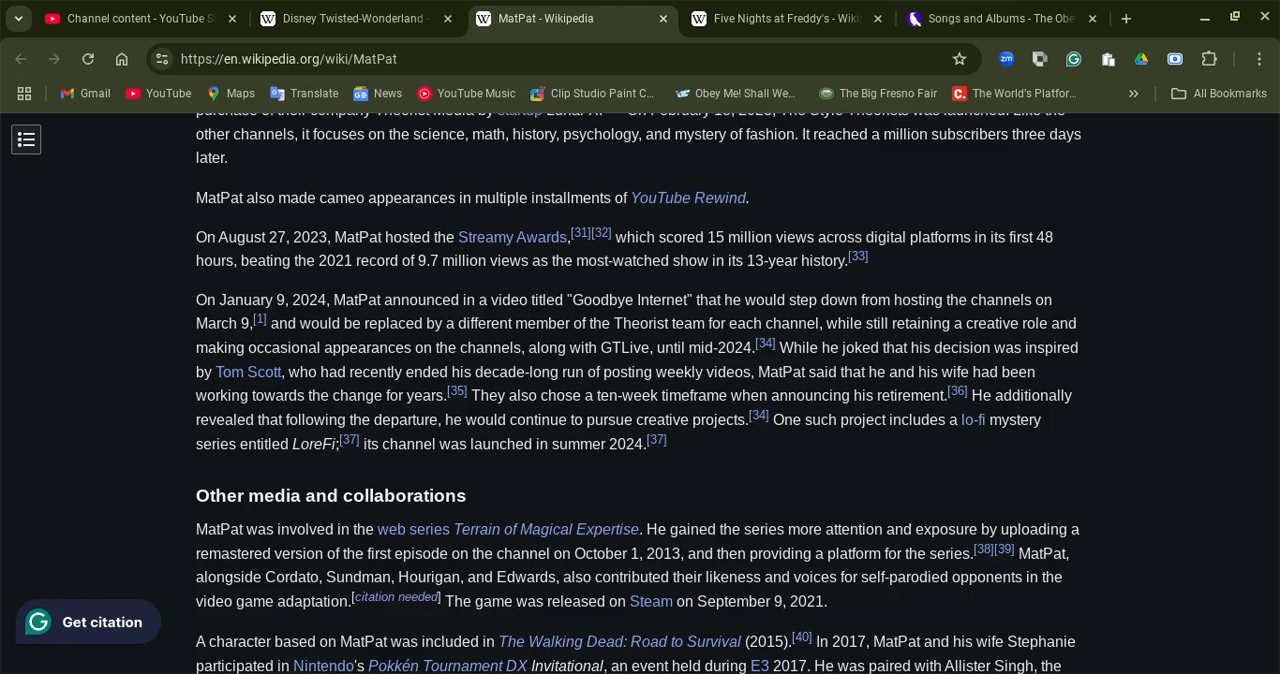 Channel content - YouTube S
Disney Twisted-Wonderland -
MatPat - Wikipedia
Five Nights at Freddy's - Wiki
Songs and Albums - The Obe
https://en.wikipedia.org/wiki/MatPat
Gmail
YouTube
Maps
Translate
News
YouTube Music
Clip Studio Paint C...
Obey Me! Shall We...
The Big Fresno Fair
The World's Platfor...
All Bookmarks
other channels, it focuses on the science, math, history, psychology, and mystery of fashion. It reached a million subscribers three days
later.
MatPat also made cameo appearances in multiple installments of YouTube Rewind.
On August 27, 2023, MatPat hosted the Streamy Awards,[31][32] which scored 15 million views across digital platforms in its first 48
hours, beating the 2021 record of 9.7 million views as the most-watched show in its 13-year history.[33]
On January 9, 2024, MatPat announced in a video titled "Goodbye Internet" that he would step down from hosting the channels on
March 9,[1] and would be replaced by a different member of the Theorist team for each channel, while still retaining a creative role and
making occasional appearances on the channels, along with GTLive, until mid-2024.[34] While he joked that his decision was inspired
by Tom Scott, who had recently ended his decade-long run of posting weekly videos, MatPat said that he and his wife had been
working towards the change for years.[35] They also chose a ten-week timeframe when announcing his retirement.[36] He additionally
revealed that following the departure, he would continue to pursue creative projects.[34] One such project includes a lo-fi mystery
series entitled LoreFi;[37] its channel was launched in summer 2024.[37]
Other media and collaborations
MatPat was involved in the web series Terrain of Magical Expertise. He gained the series more attention and exposure by uploading a
remastered version of the first episode on the channel on October 1, 2013, and then providing a platform for the series.[38][39] MatPat,
alongside Cordato, Sundman, Hourigan, and Edwards, also contributed their likeness and voices for self-parodied opponents in the
video game adaptation.[citation needed] The game was released on Steam on September 9, 2021.
Get citation
A character based on MatPat was included in The Walking Dead: Road to Survival (2015).[40] In 2017, MatPat and his wife Stephanie
participated in Nintendo's Pokkén Tournament DX Invitational, an event held during E3 2017. He was paired with Allister Singh, the